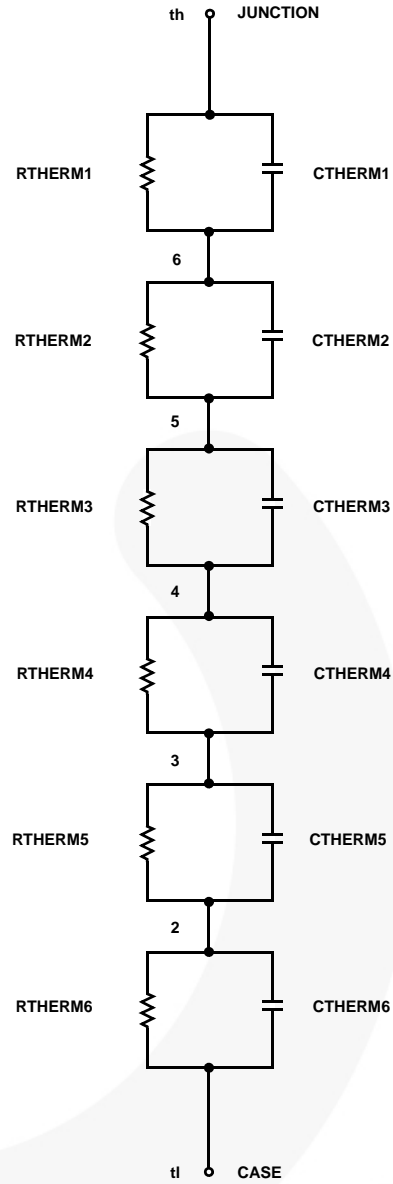 th JUNCTION
RTHERM1 CTHERM1
6
RTHERM2 CTHERM2
5
RTHERM3 CTHERM3
4
RTHERM4 CTHERM4
3
RTHERM5 CTHERM5
2
RTHERM6 CTHERM6
tl CASE